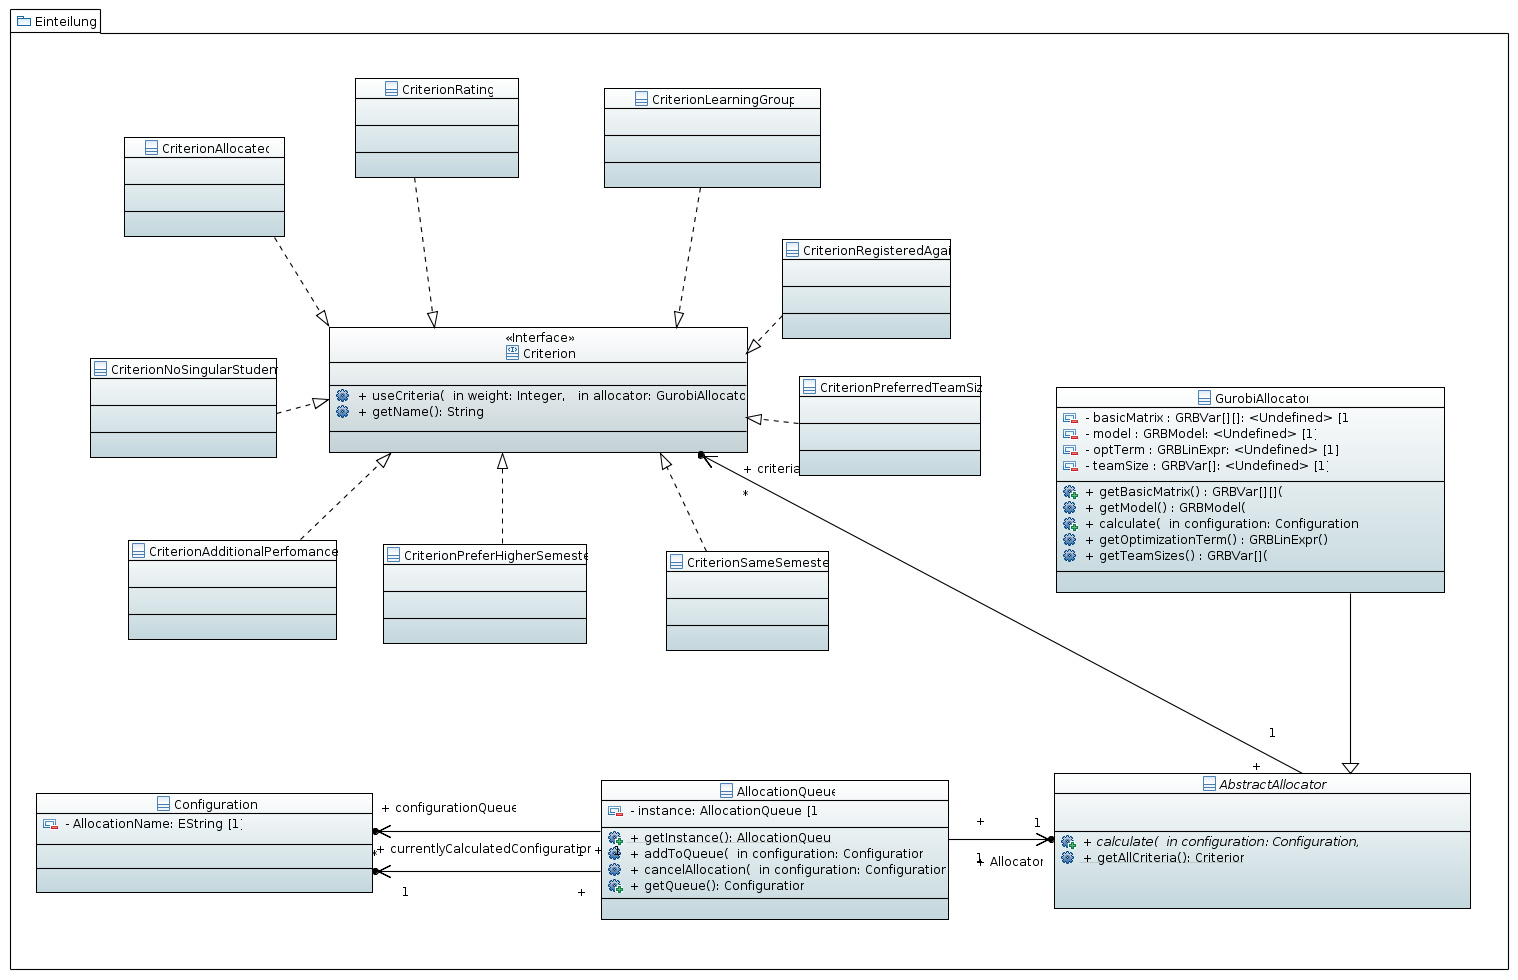 Einteilung
CriterionRating
CriterionLearningGroup
CriterionAllocated
CriterionRegisteredAgai
«Interface»
Criterion
+ useCriteria( in weight: Integer, in allocator: GurobiAllocato
+ getName(): String
CriterionNoSingularStuden
CriterionPreferredTeamSiz
GurobiAllocator
- basicMatrix : GRBVar[][]: <Undefined> [1
- model : GRBModel: <Undefined> [1]
- optTerm : GRBLinExpr: <Undefined> [1]
- teamSize : GRBVar[]: <Undefined> [1]
+ getBasicMatrix() : GRBVar[][](
+ getModel() : GRBModel(
+ calculate( in configuration: Configuration
+ getOptimizationTerm() : GRBLinExpr()
+ getTeamSizes() : GRBVar[](
+ criteria
*
CriterionAdditionalPerfomance
CriterionPreferHigherSemeste
CriterionSameSemeste
1
+
Configuration
- AllocationName: EString [1]
+ configurationQueue
*
+ currentlyCalculatedConfiguration
1
+
1
1
+
AllocationQueue
- instance: AllocationQueue [1
+ getInstance(): AllocationQueu
+ addToQueue( in configuration: Configuration
+ cancelAllocation( in configuration: Configuration
+ getQueue(): Configuration
+
1
1
+ Allocator
AbstractAllocator
+ calculate( in configuration: Configuration,
+ getAllCriteria(): Criterion